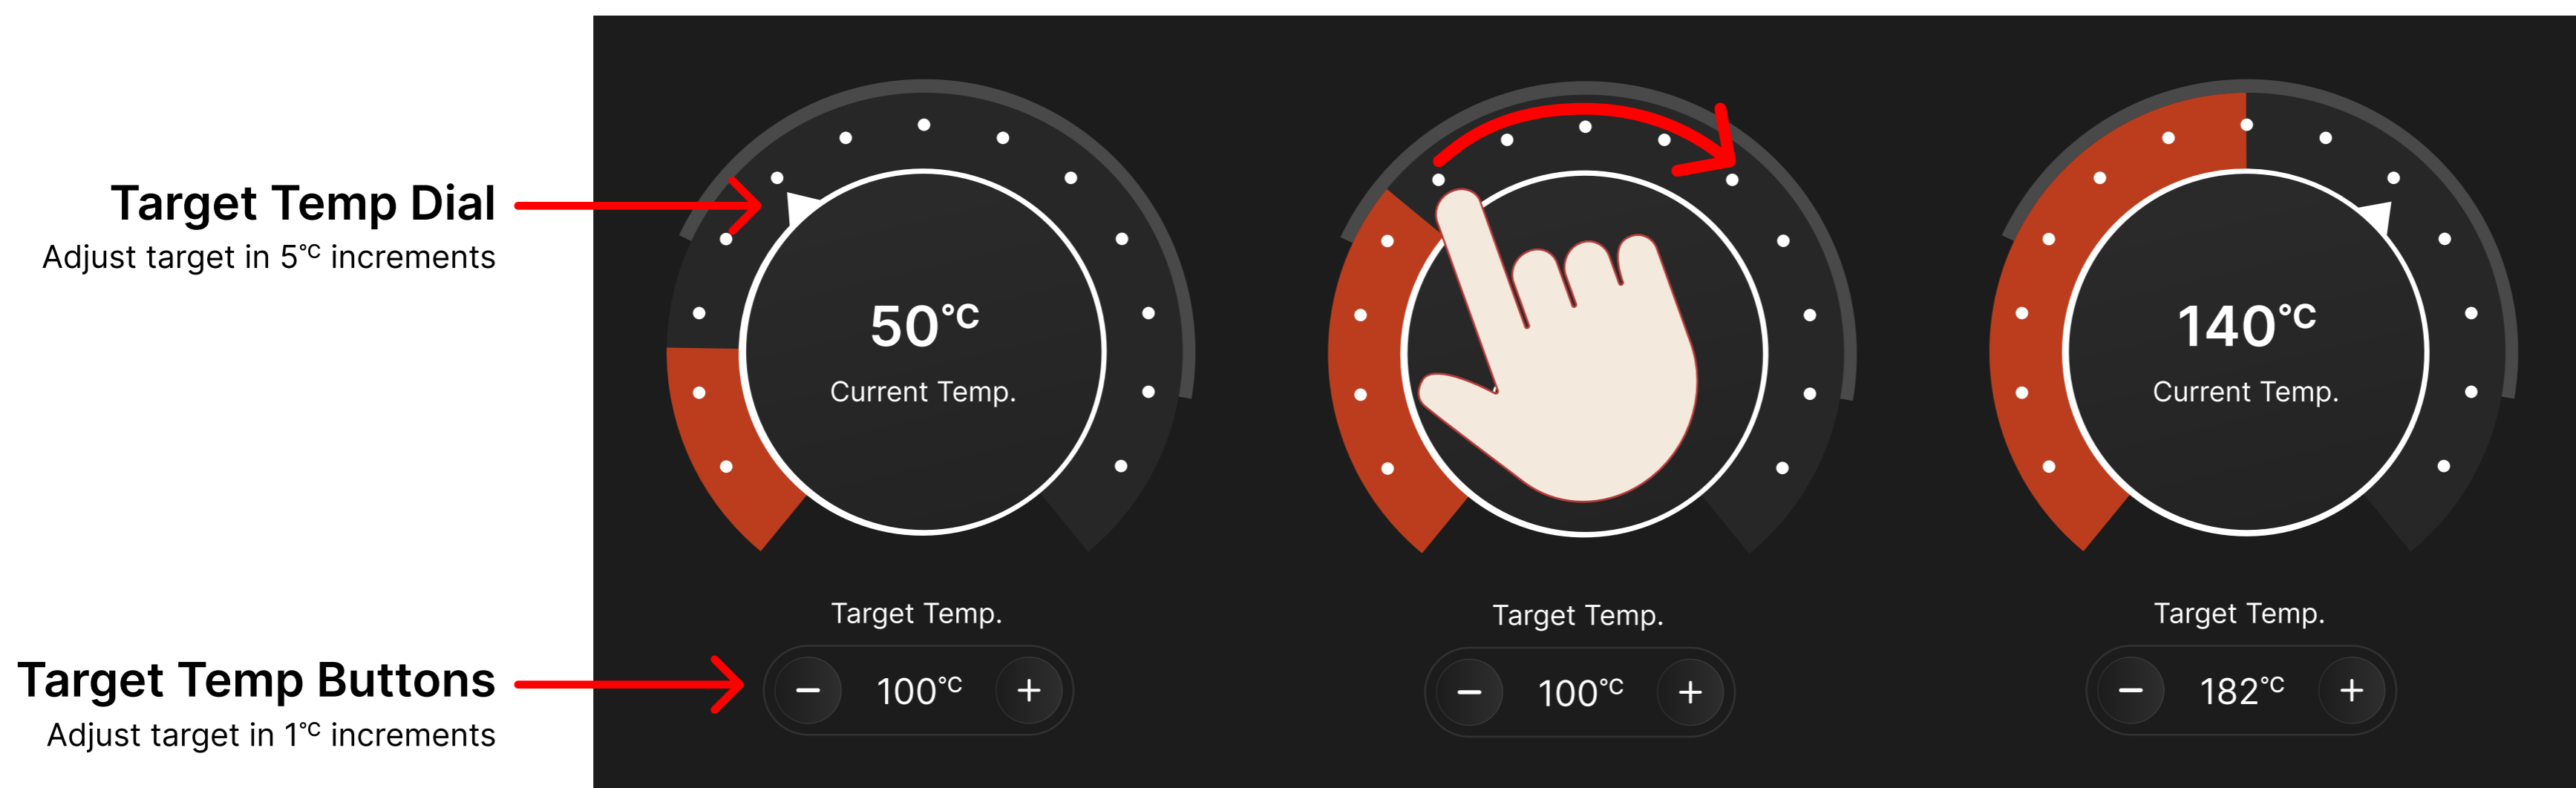 Target Temp Dial
Adjust target in 5°C increments
Target Temp Buttons
Adjust target in 1°C increments
50°C
Current Temp.
Target Temp.
− 100°C +
Target Temp.
− 100°C +
140°C
Current Temp.
Target Temp.
− 182°C +